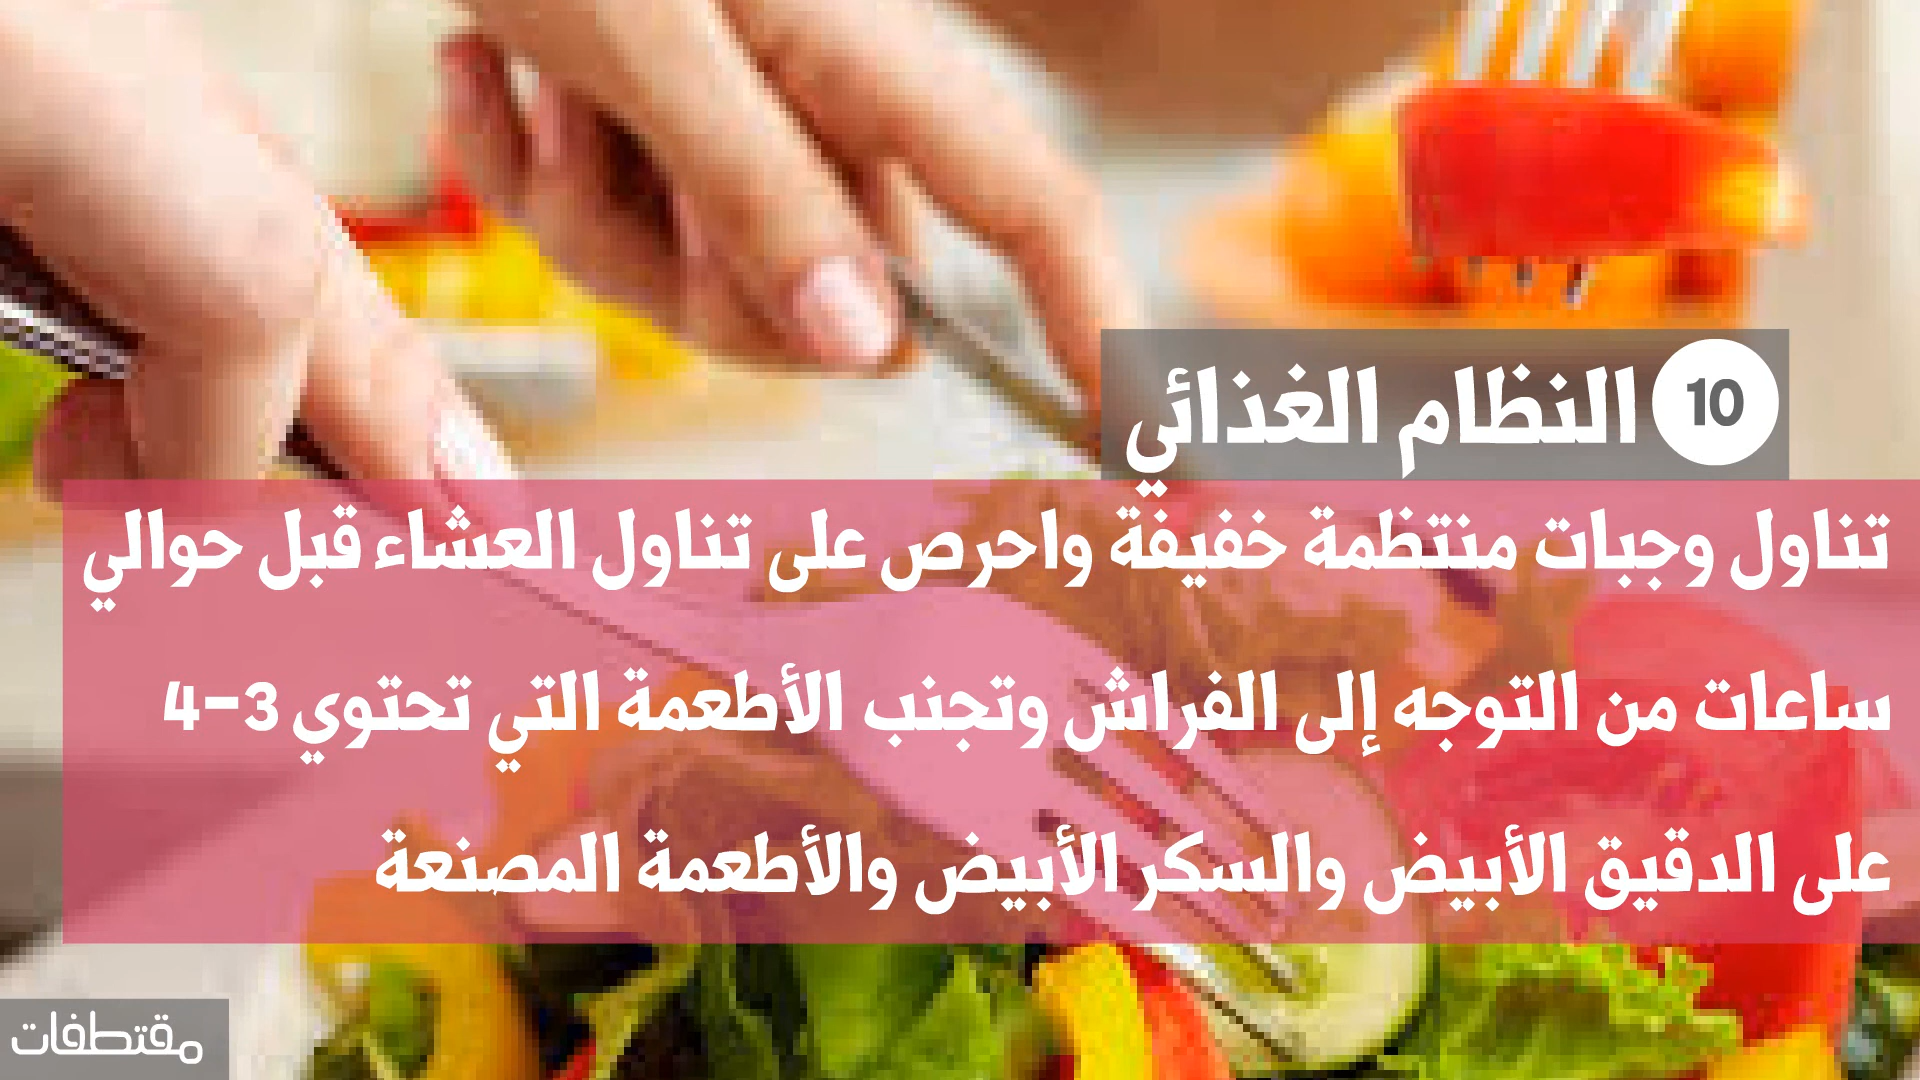 10 النظام الغذائي
تناول وجبات منتظمة خفيفة واحرص على تناول العشاء قبل حوالي
ساعات من التوجه إلى الفراش وتجنب الأطعمة التي تحتوي 3-4
على الدقيق الأبيض والسكر الأبيض والأطعمة المصنعة
مقتطفات